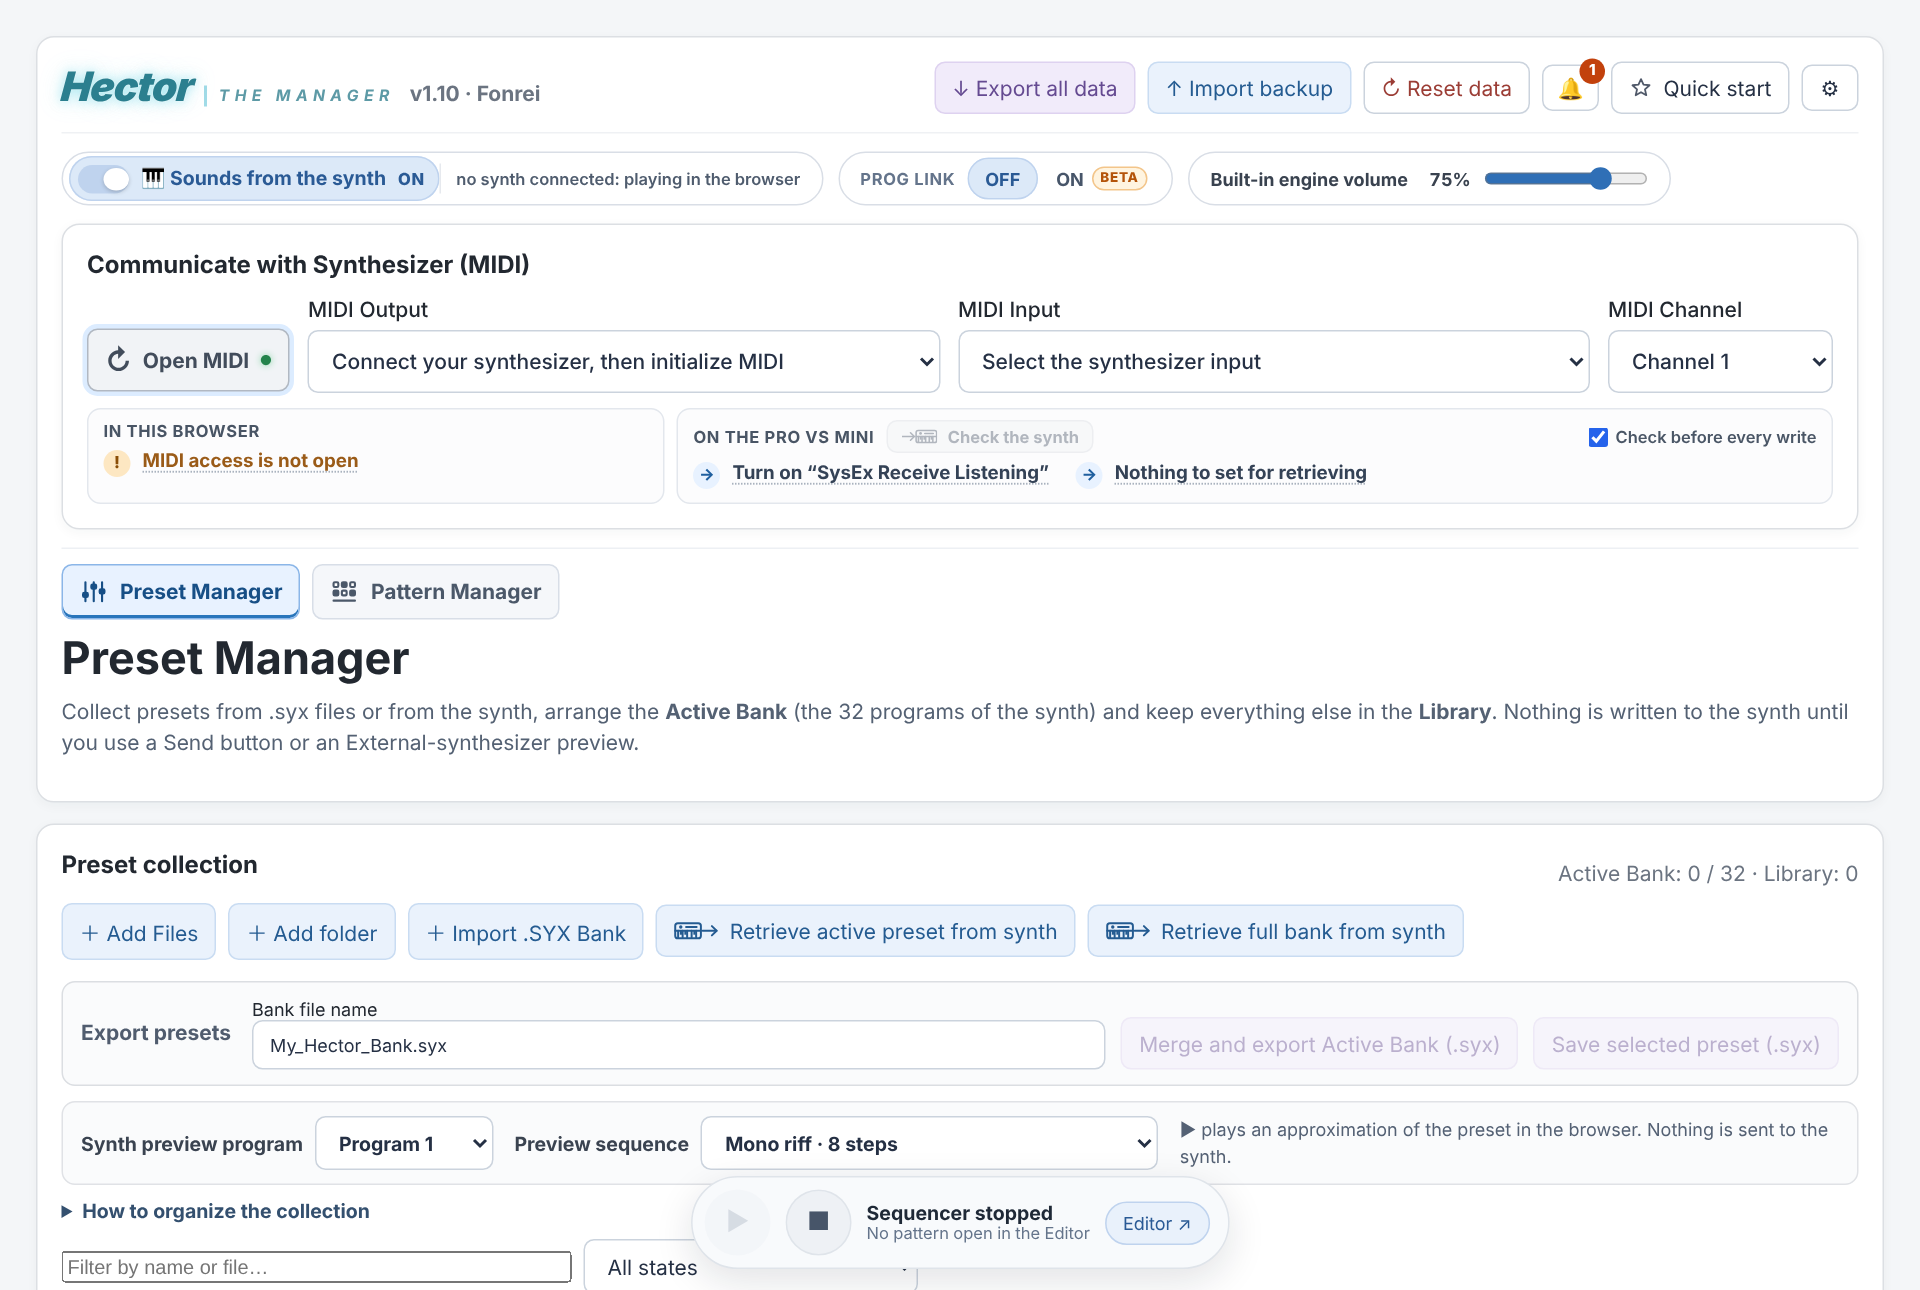 Hector THE MANAGER v1.10 · Fonrei
↓ Export all data
↑ Import backup
Reset data
1
Quick start
Sounds from the synth ON
no synth connected: playing in the browser
PROG LINK OFF ON BETA
Built-in engine volume 75%
Communicate with Synthesizer (MIDI)
MIDI Output
MIDI Input
MIDI Channel
Open MIDI
Connect your synthesizer, then initialize MIDI
Select the synthesizer input
Channel 1
IN THIS BROWSER
! MIDI access is not open
ON THE PRO VS MINI
Check the synth
Check before every write
→ Turn on “SysEx Receive Listening”
→ Nothing to set for retrieving
Preset Manager
Pattern Manager
Preset Manager
Collect presets from .syx files or from the synth, arrange the Active Bank (the 32 programs of the synth) and keep everything else in the Library. Nothing is written to the synth until
you use a Send button or an External-synthesizer preview.
Preset collection
Active Bank: 0 / 32 · Library: 0
+ Add Files
+ Add folder
+ Import .SYX Bank
Retrieve active preset from synth
Retrieve full bank from synth
Export presets
Bank file name
My_Hector_Bank.syx
Merge and export Active Bank (.syx)
Save selected preset (.syx)
Synth preview program
Program 1
Preview sequence
Mono riff · 8 steps
▶ plays an approximation of the preset in the browser. Nothing is sent to the
synth.
▶ How to organize the collection
Sequencer stopped
No pattern open in the Editor
Editor ↗
Filter by name or file…
All states